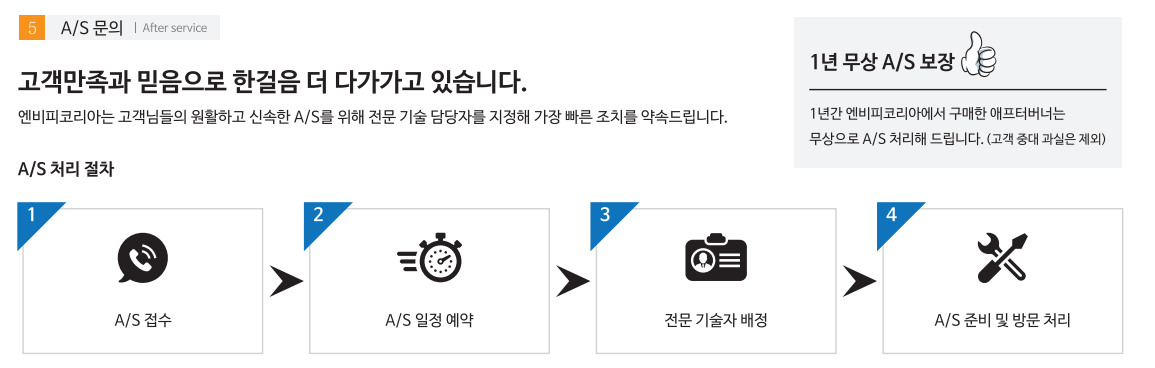 5 A/S 문의 | After service
고객만족과 믿음으로 한걸음 더 다가가고 있습니다.
엔비피코리아는 고객님들의 원활하고 신속한 A/S를 위해 전문 기술 담당자를 지정해 가장 빠른 조치를 약속드립니다.
1년 무상 A/S 보장
1년간 엔비피코리아에서 구매한 애프터버너는
무상으로 A/S 처리해 드립니다. (고객 중대 과실은 제외)
A/S 처리 절차
1
A/S 접수
2
A/S 일정 예약
3
전문 기술자 배정
4
A/S 준비 및 방문 처리